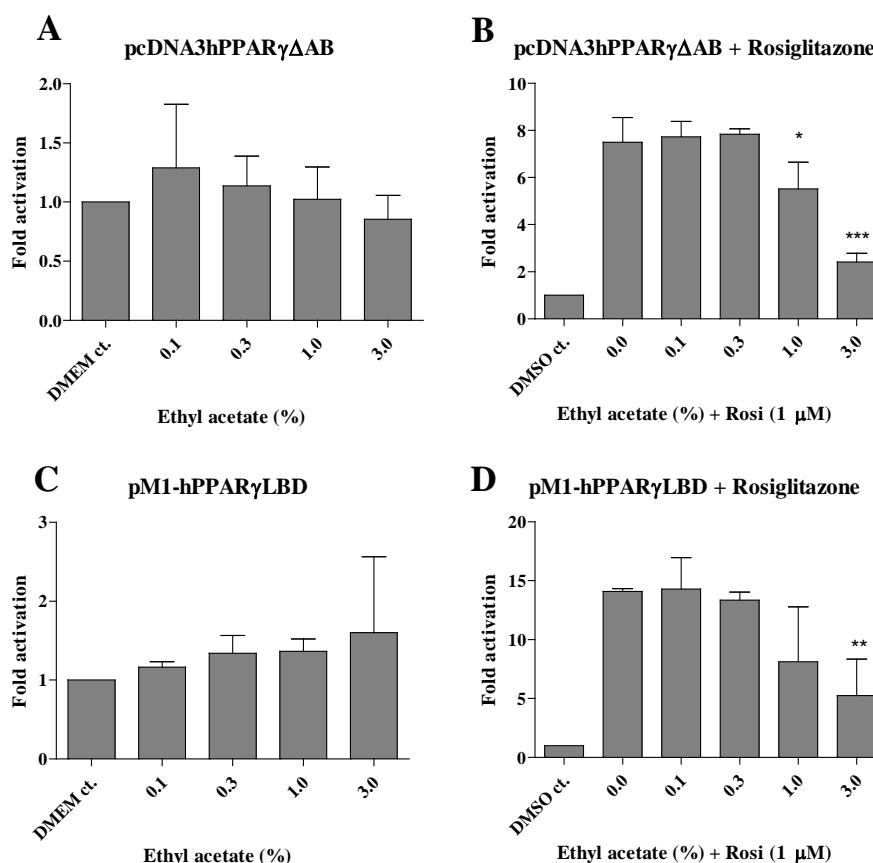 A
pcDNA3hPPARγΔAB
Fold activation
2.0
1.5
1.0
0.5
0.0
DMEM ct.
0.1
0.3
1.0
3.0
Ethyl acetate (%)
B
pcDNA3hPPARγΔAB + Rosiglitazone
Fold activation
10
8
6
4
2
0
*
***
DMSO ct.
0.0
0.1
0.3
1.0
3.0
Ethyl acetate (%) + Rosi (1 μM)
C
pM1-hPPARγLBD
Fold activation
3
2
1
0
DMEM ct.
0.1
0.3
1.0
3.0
Ethyl acetate (%)
D
pM1-hPPARγLBD + Rosiglitazone
Fold activation
20
15
10
5
0
**
DMSO ct.
0.0
0.1
0.3
1.0
3.0
Ethyl acetate (%) + Rosi (1 μM)